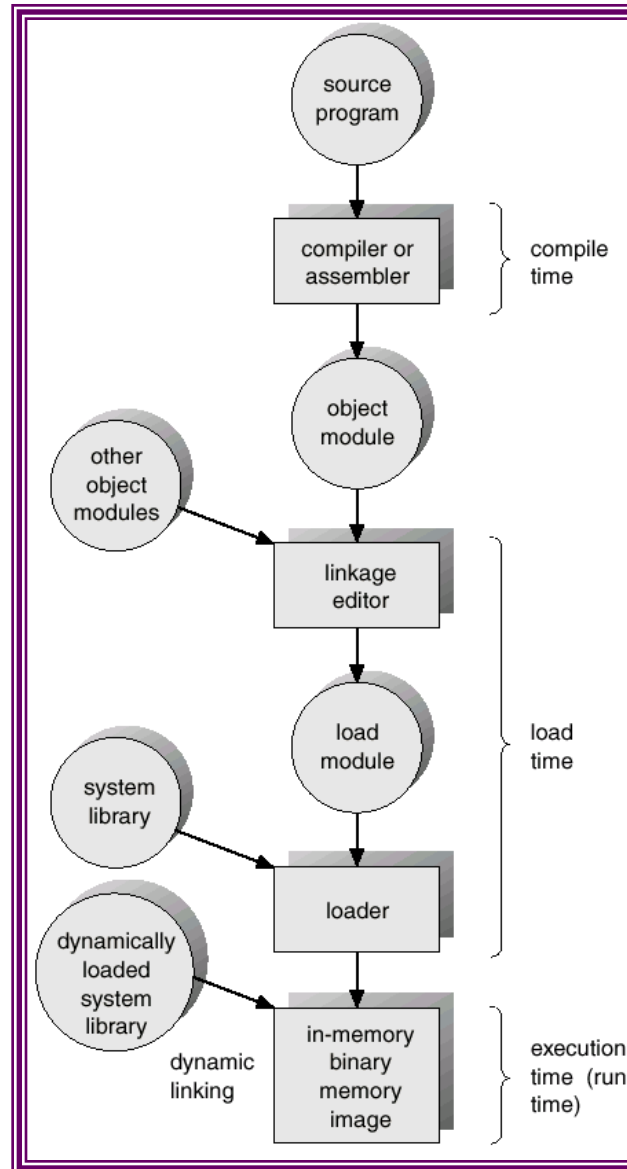 source
program
compiler or
assembler
compile
time
object
module
other
object
modules
linkage
editor
load
module
load
time
system
library
loader
dynamically
loaded
system
library
dynamic
linking
in-memory
binary
memory
image
execution
time (run
time)